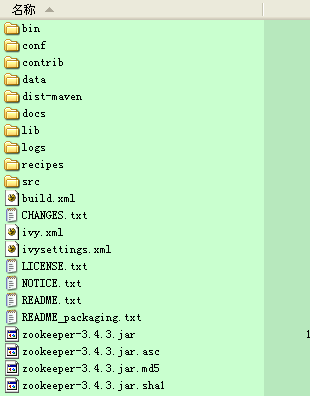 名称
bin
conf
contrib
data
dist-maven
docs
lib
logs
recipes
src
build.xml
CHANGES.txt
ivy.xml
ivysettings.xml
LICENSE.txt
NOTICE.txt
README.txt
README_packaging.txt
zookeeper-3.4.3.jar 1
zookeeper-3.4.3.jar.asc
zookeeper-3.4.3.jar.md5
zookeeper-3.4.3.jar.sha1